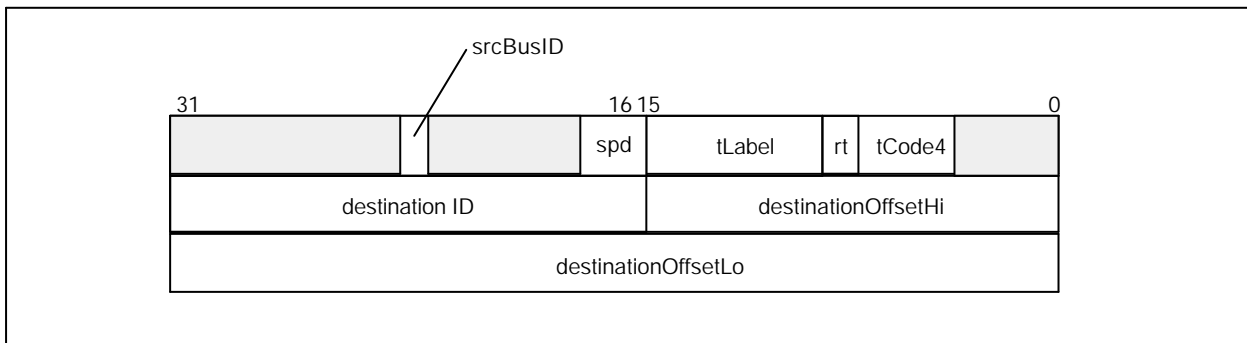 srcBusID
31 16 15 0
spd tLabel rt tCode4
destination ID destinationOffsetHi
destinationOffsetLo